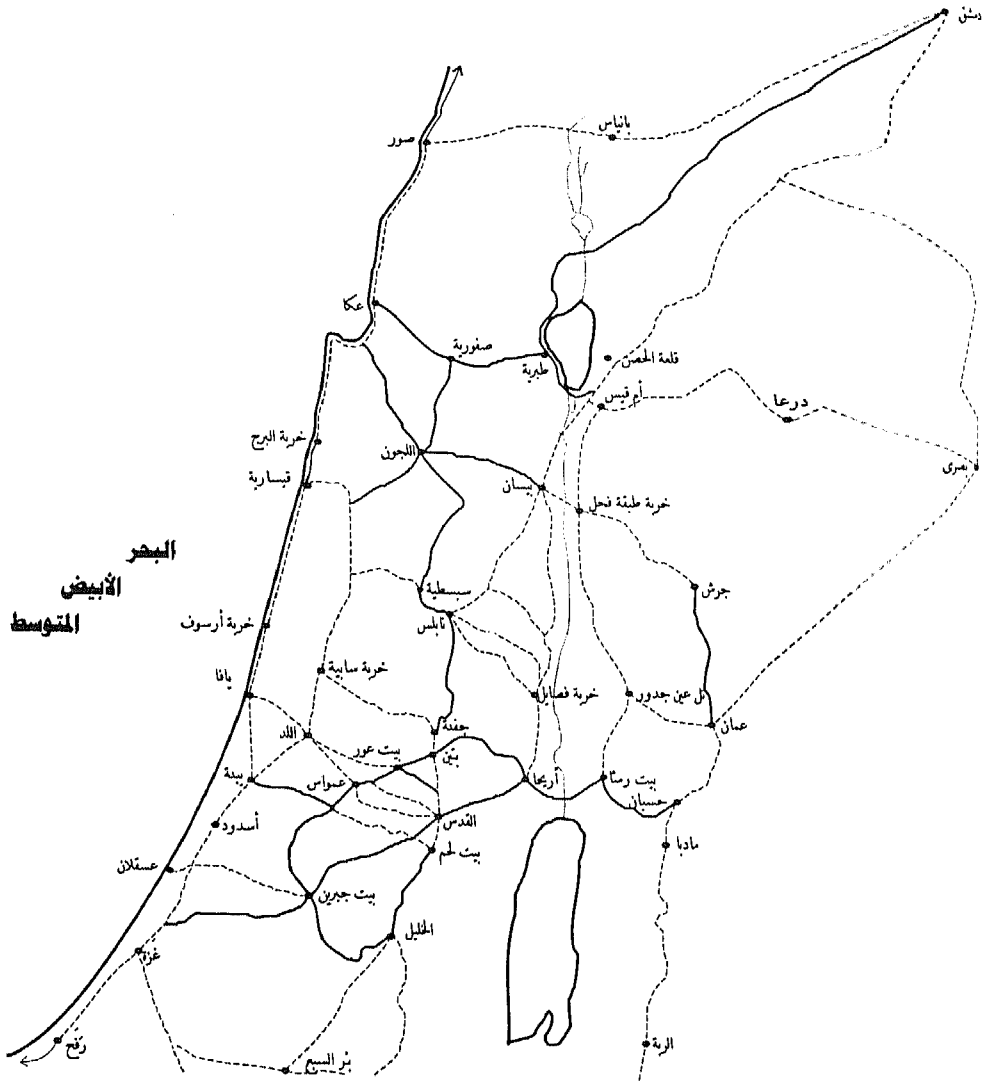 دمشق
بانياس
صور
عكا
صفورية
طبرية
قلعة الحصن
أم قيس
درعا
بصرى
خربة البرج
اللجون
قيسارية
بيسان
خربة طبقة فحل
البحر
الأبيض
المتوسط
سبسطية
جرش
نابلس
خربة أرسوف
خربة سابية
يافا
خربة فصايل
تل عين جدور
عمان
جفنة
اللد
بيت عور
بتين
يبنة
عمواس
أريحا
حسبان
أسدود
القدس
مادبا
بيت لحم
عسقلان
بيت جبرين
الخليل
غزة
رفح
بئر السبع
الربة